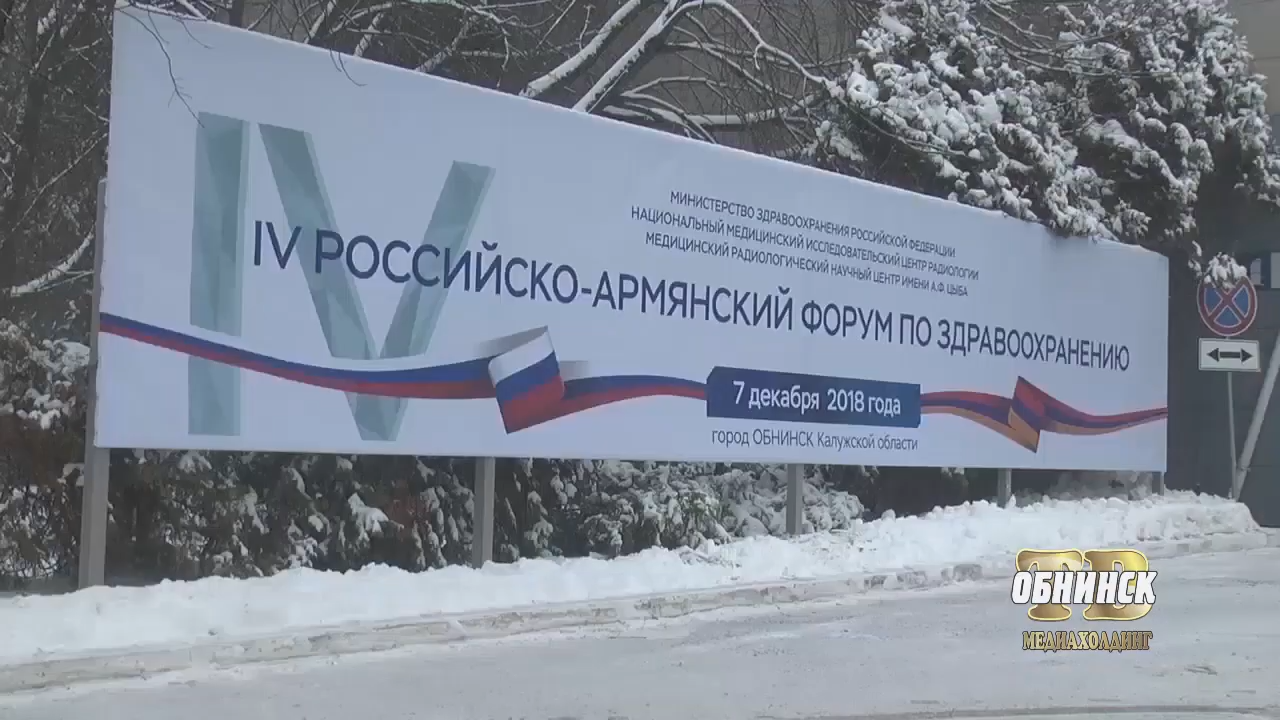 МИНИСТЕРСТВО ЗДРАВООХРАНЕНИЯ РОССИЙСКОЙ ФЕДЕРАЦИИ
НАЦИОНАЛЬНЫЙ МЕДИЦИНСКИЙ ИССЛЕДОВАТЕЛЬСКИЙ ЦЕНТР РАДИОЛОГИИ
МЕДИЦИНСКИЙ РАДИОЛОГИЧЕСКИЙ НАУЧНЫЙ ЦЕНТР ИМЕНИ А.Ф. ЦЫБА
IV
IV РОССИЙСКО-АРМЯНСКИЙ ФОРУМ ПО ЗДРАВООХРАНЕНИЮ
7 декабря 2018 года
город ОБНИНСК Калужской области
ТВ
ОБНИНСК
МЕДИАХОЛДИНГ